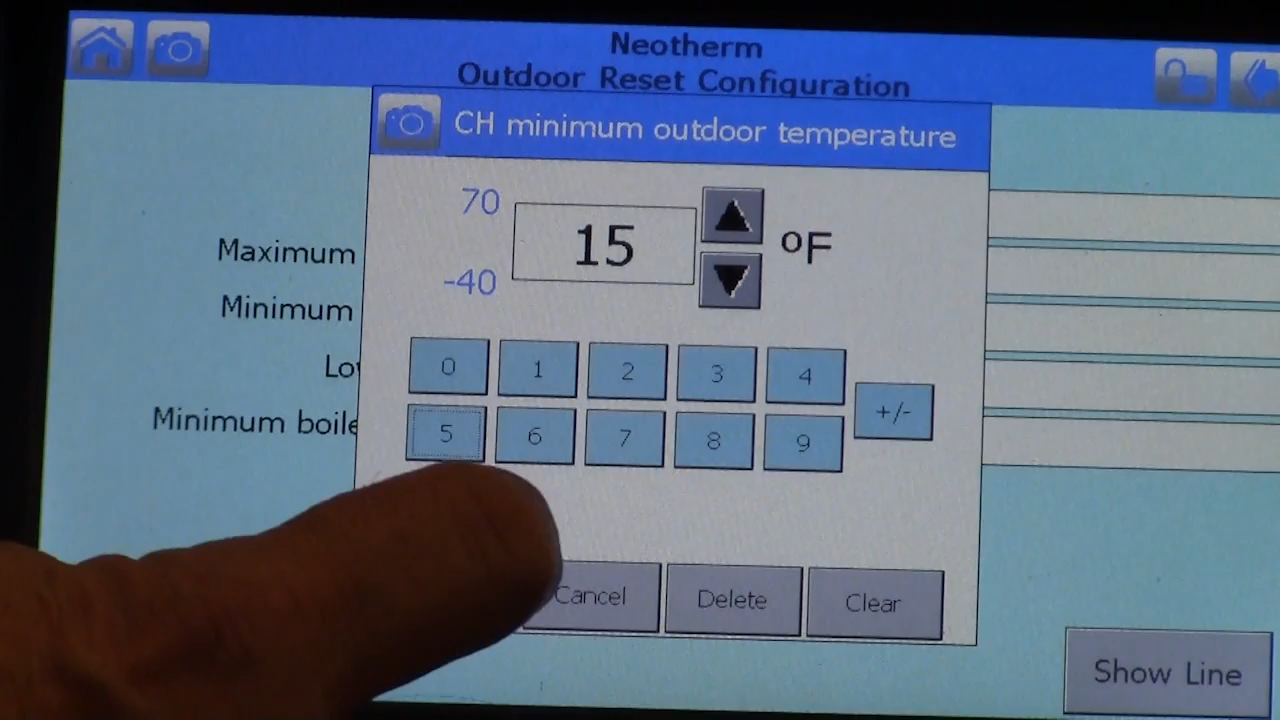 Neotherm
Outdoor Reset Configuration
CH minimum outdoor temperature
70
15
°F
-40
Maximum
Minimum
Lo
Minimum boile
0 1 2 3 4
+/-
5 6 7 8 9
Cancel Delete Clear
Show Line